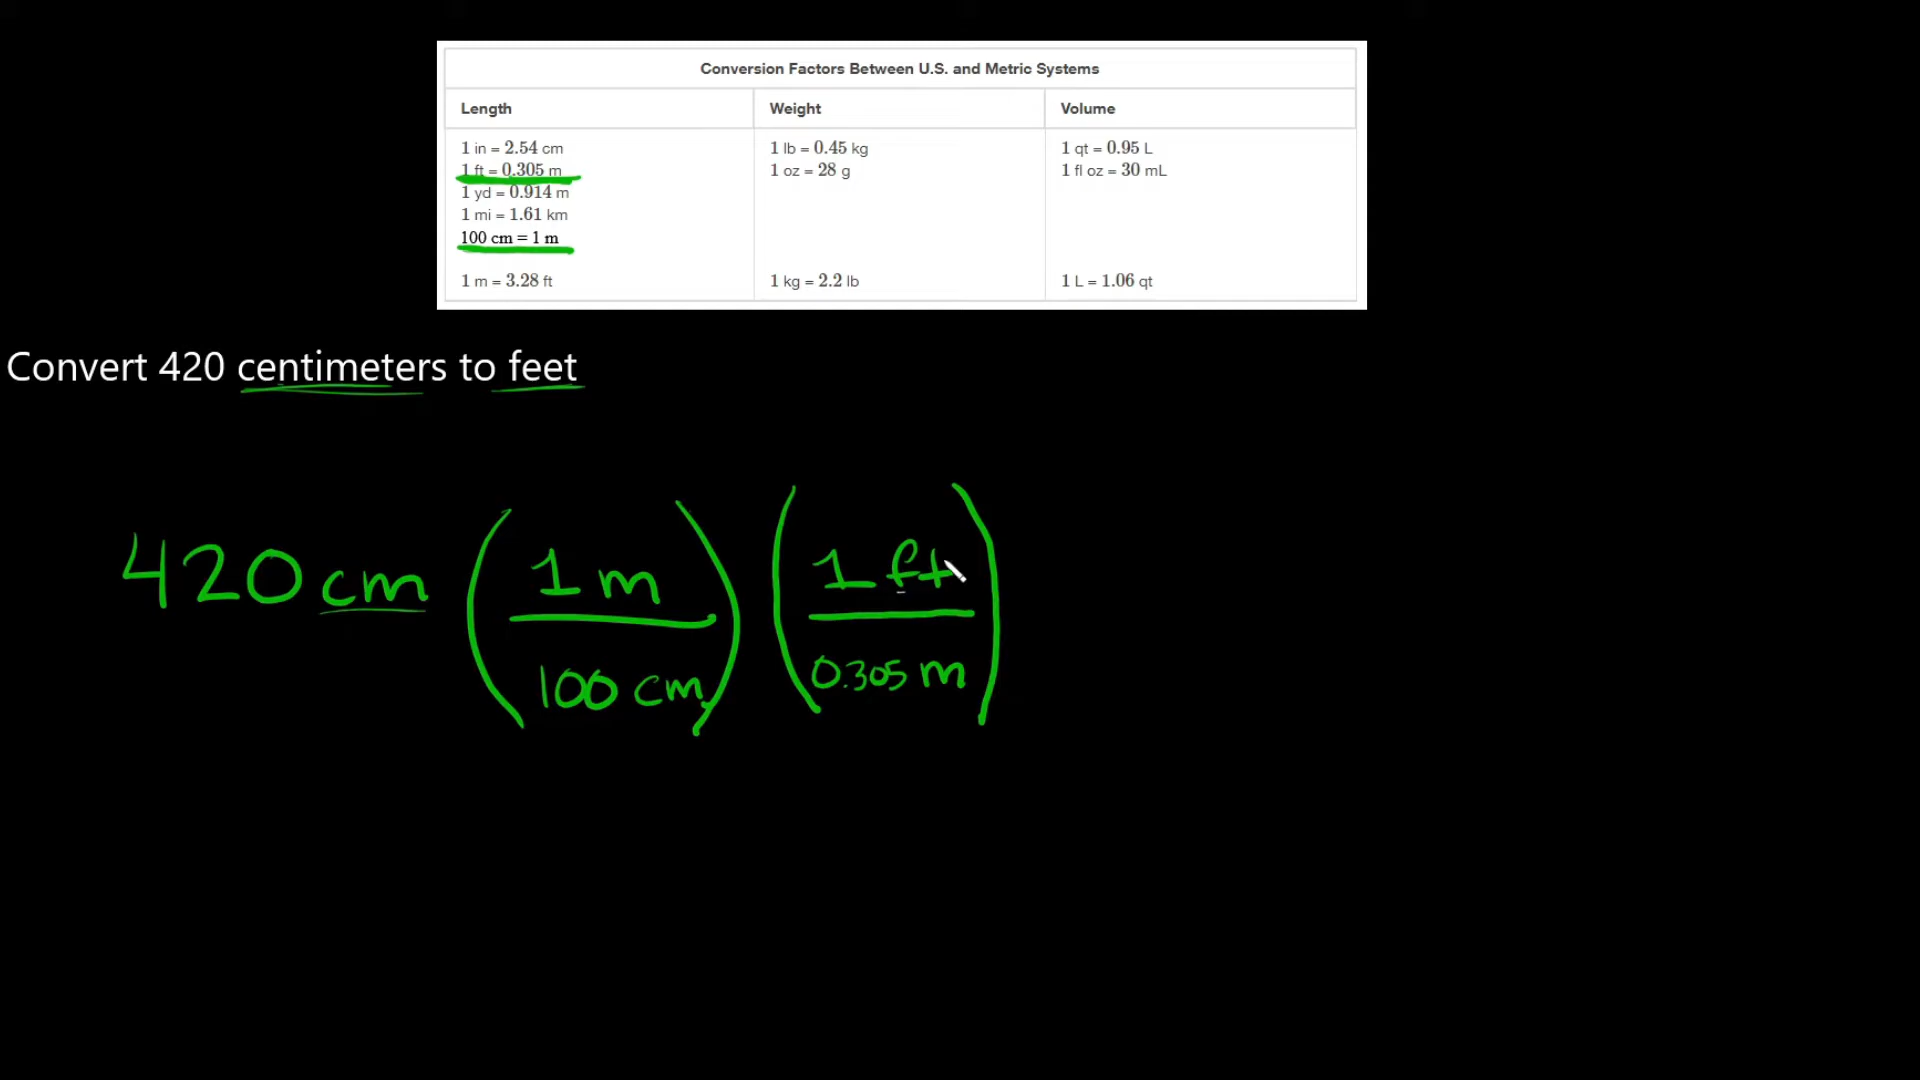 Conversion Factors Between U.S. and Metric Systems
Length Weight Volume
1 in = 2.54 cm 1 lb = 0.45 kg 1 qt = 0.95 L
1 ft = 0.305 m 1 oz = 28 g 1 fl oz = 30 mL
1 yd = 0.914 m
1 mi = 1.61 km
100 cm = 1 m
1 m = 3.28 ft 1 kg = 2.2 lb 1 L = 1.06 qt
Convert 420 centimeters to feet
420 cm (1 m / 100 cm) (1 ft / 0.305 m)